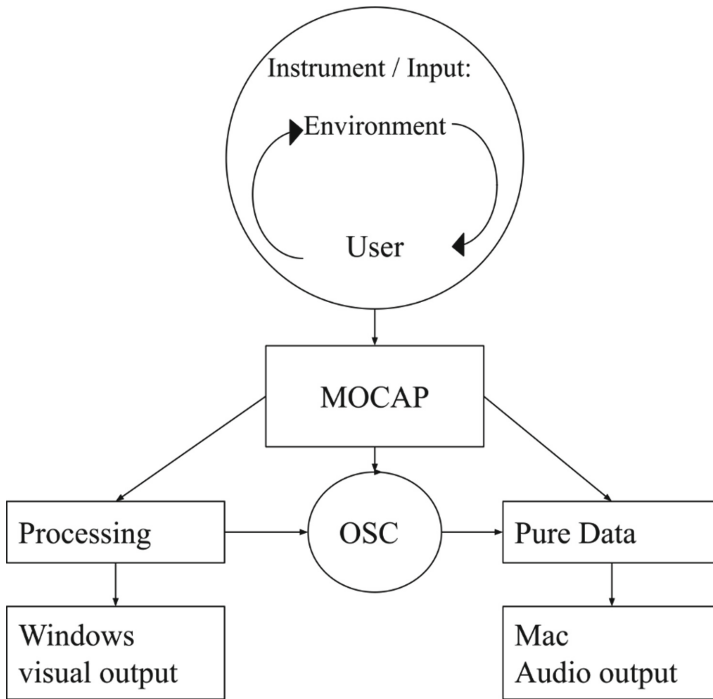 Instrument / Input:
Environment
User
MOCAP
Processing
OSC
Pure Data
Windows
visual output
Mac
Audio output